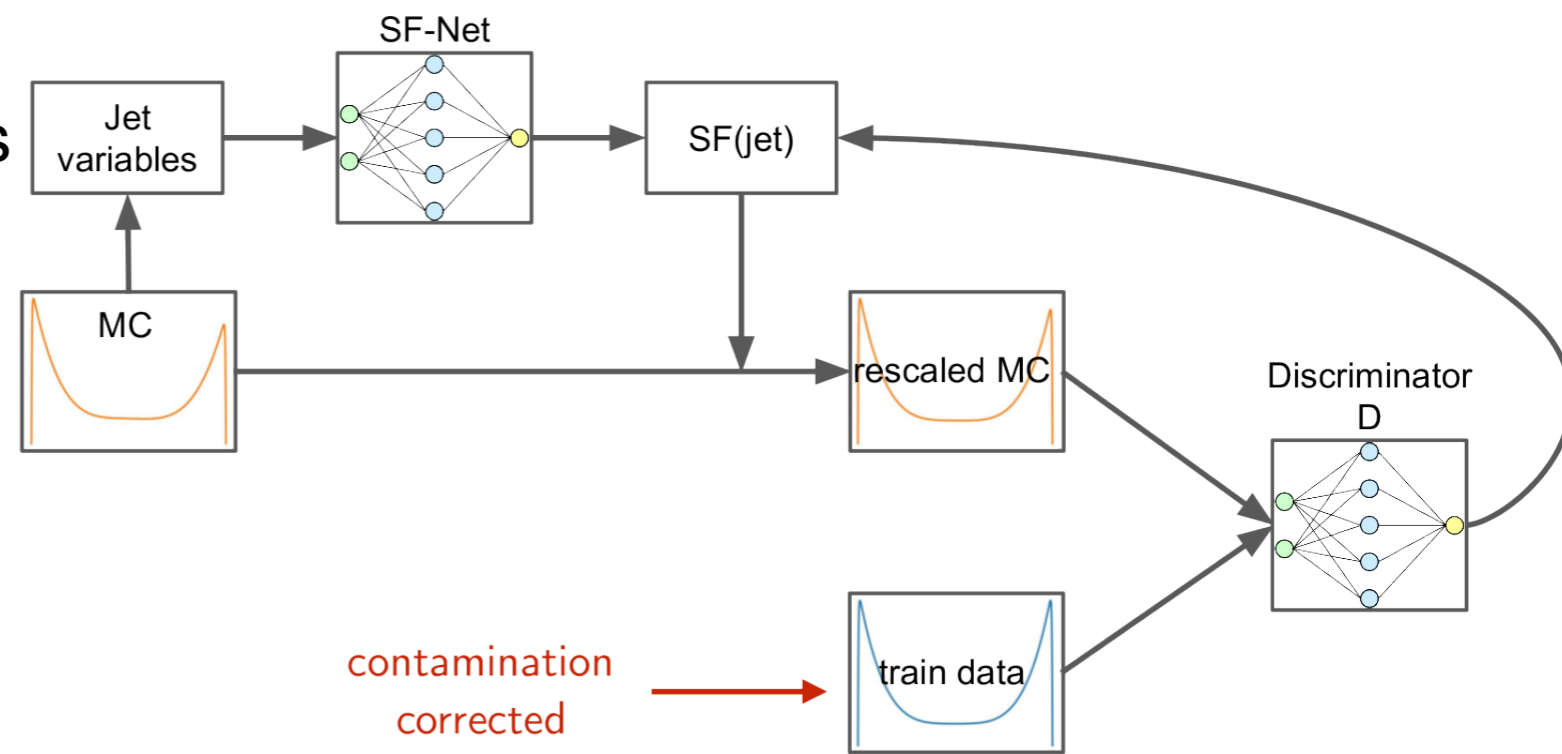 SF-Net
s
Jet
variables
SF(jet)
MC
rescaled MC
Discriminator
D
contamination
corrected
train data